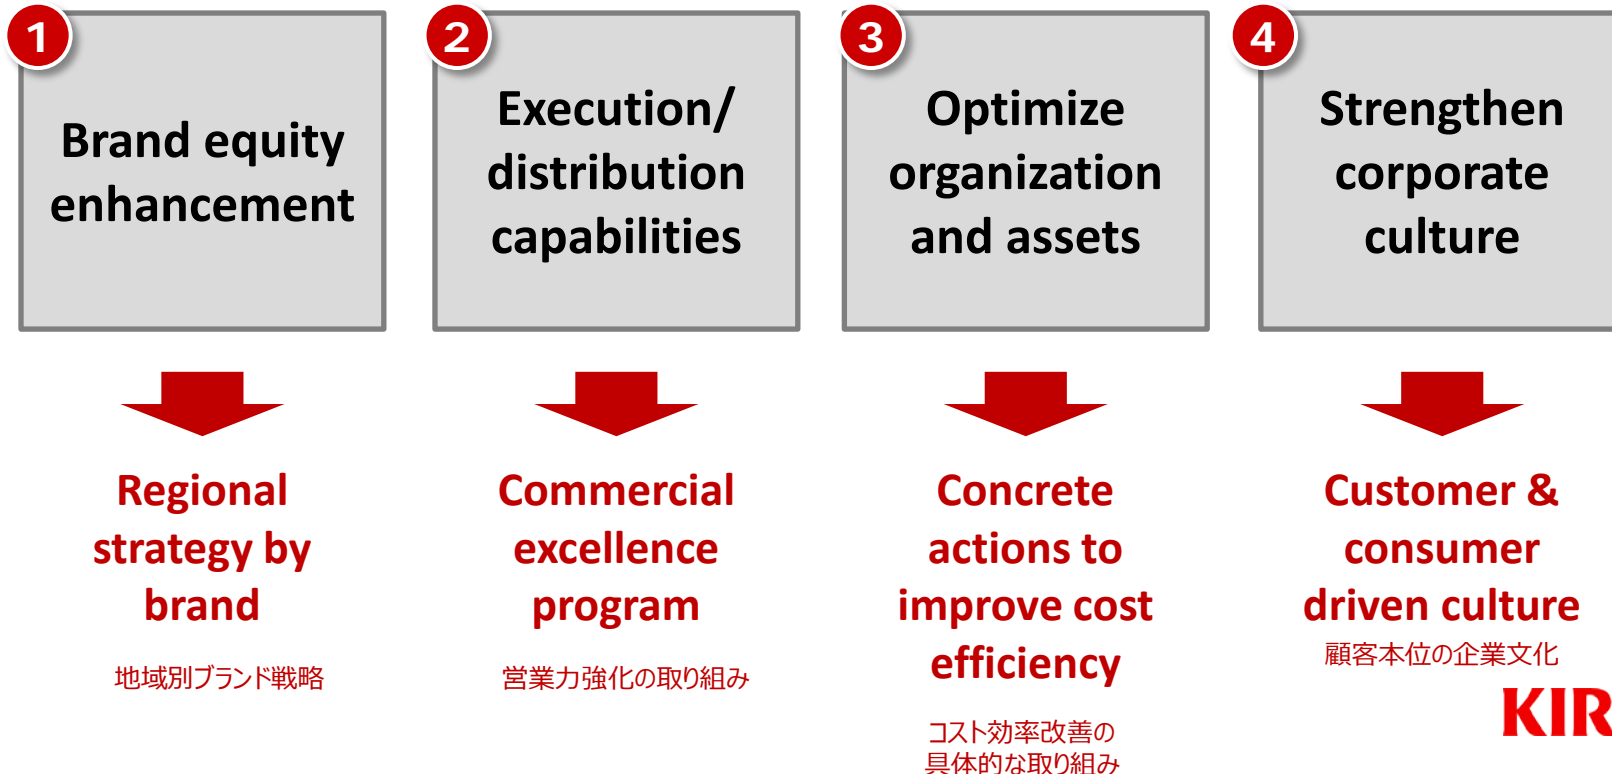 1
Brand equity
enhancement
Regional
strategy by
brand
地域別ブランド戦略
2
Execution/
distribution
capabilities
Commercial
excellence
program
営業力強化の取り組み
3
Optimize
organization
and assets
Concrete
actions to
improve cost
efficiency
コスト効率改善の
具体的な取り組み
4
Strengthen
corporate
culture
Customer &
consumer
driven culture
顧客本位の企業文化
KIR